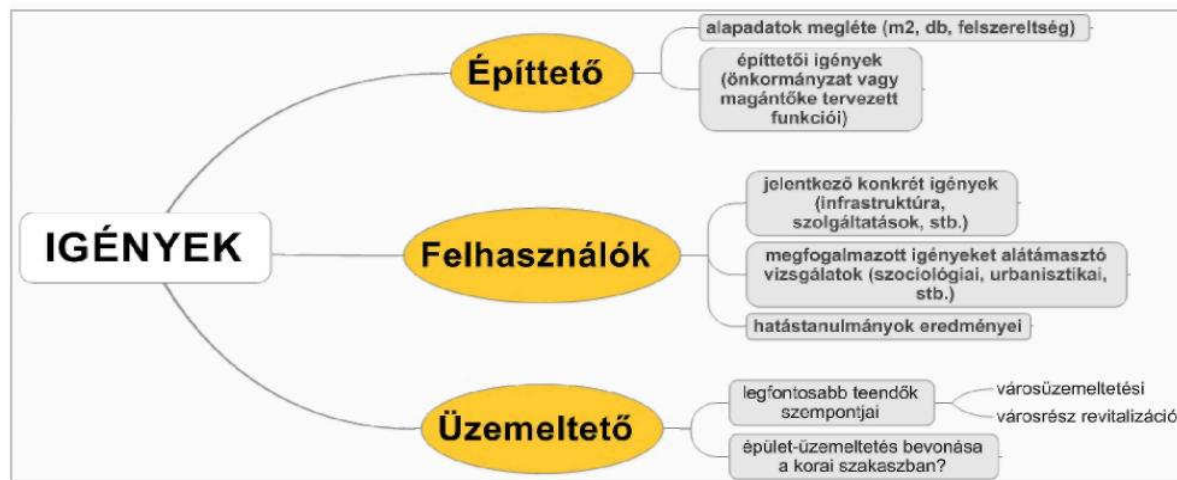 alapadatok megléte (m2, db, felszereltség)
Építtető
építtetői igények
(önkormányzat vagy
magántőke tervezett
funkciói)
IGÉNYEK
Felhasználók
jelentkező konkrét igények
(infrastruktúra,
szolgáltatások, stb.)
megfogalmazott igényeket alátámasztó
vizsgálatok (szociológiai, urbanisztikai,
stb.)
hatástanulmányok eredményei
Üzemeltető
legfontosabb teendők
szempontjai
városüzemeltetési
városrész revitalizáció
épület-üzemeltetés bevonása
a korai szakaszban?